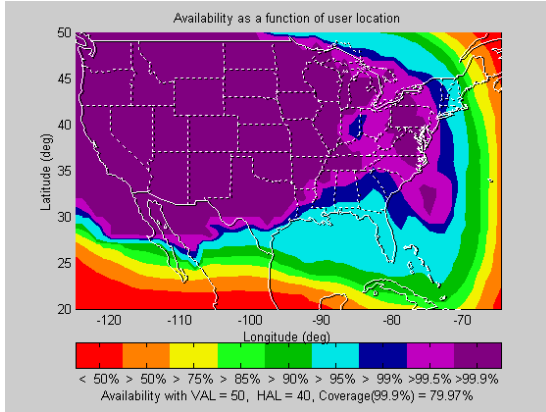 Availability as a function of user location
50
45
40
35
30
25
20
Latitude (deg)
-120 -110 -100 -90 -80 -70
Longitude (deg)
< 50% > 50% > 75% > 85% > 90% > 95% > 99% >99.5% >99.9%
Availability with VAL = 50, HAL = 40, Coverage(99.9%) = 79.97%